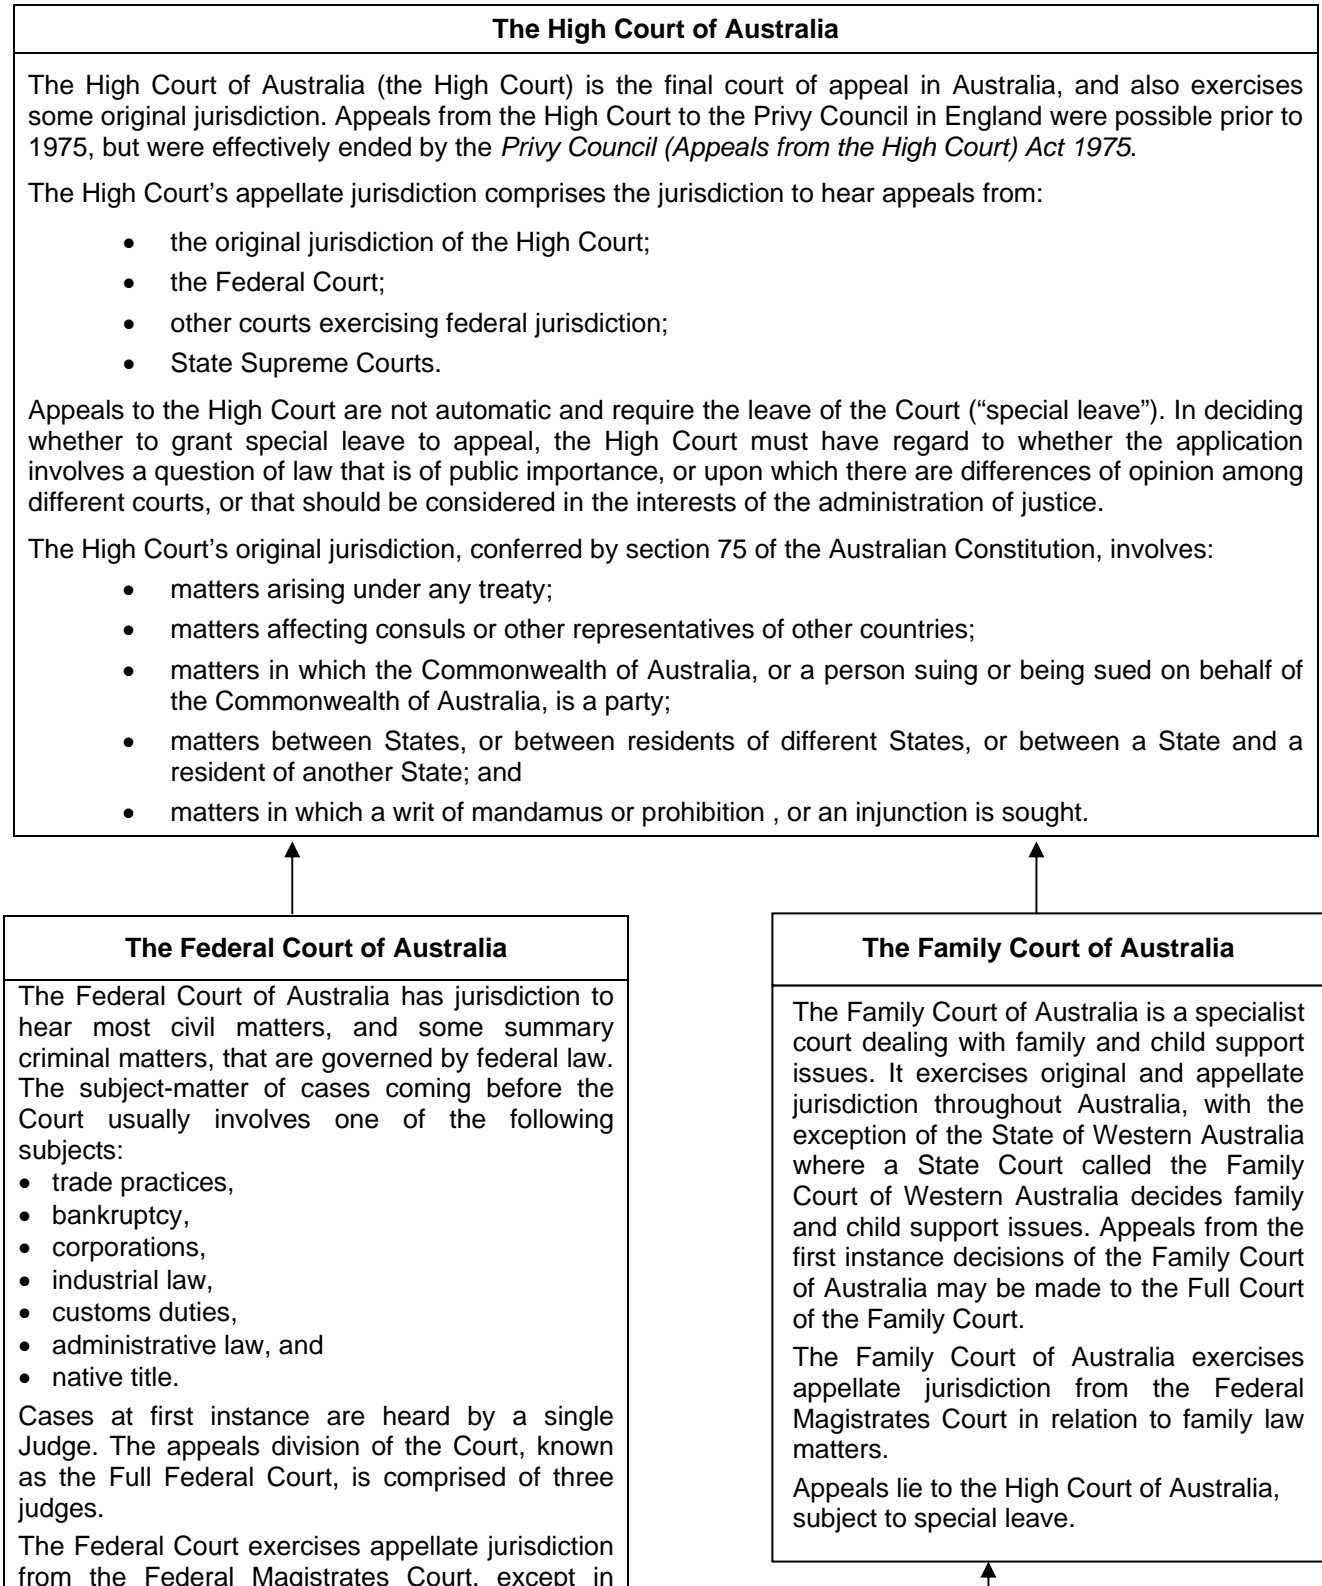 The High Court of Australia
The High Court of Australia (the High Court) is the final court of appeal in Australia, and also exercises
some original jurisdiction. Appeals from the High Court to the Privy Council in England were possible prior to
1975, but were effectively ended by the Privy Council (Appeals from the High Court) Act 1975.
The High Court’s appellate jurisdiction comprises the jurisdiction to hear appeals from:
• the original jurisdiction of the High Court;
• the Federal Court;
• other courts exercising federal jurisdiction;
• State Supreme Courts.
Appeals to the High Court are not automatic and require the leave of the Court (“special leave”). In deciding
whether to grant special leave to appeal, the High Court must have regard to whether the application
involves a question of law that is of public importance, or upon which there are differences of opinion among
different courts, or that should be considered in the interests of the administration of justice.
The High Court’s original jurisdiction, conferred by section 75 of the Australian Constitution, involves:
• matters arising under any treaty;
• matters affecting consuls or other representatives of other countries;
• matters in which the Commonwealth of Australia, or a person suing or being sued on behalf of
the Commonwealth of Australia, is a party;
• matters between States, or between residents of different States, or between a State and a
resident of another State; and
• matters in which a writ of mandamus or prohibition , or an injunction is sought.
The Federal Court of Australia
The Federal Court of Australia has jurisdiction to
hear most civil matters, and some summary
criminal matters, that are governed by federal law.
The subject-matter of cases coming before the
Court usually involves one of the following
subjects:
• trade practices,
• bankruptcy,
• corporations,
• industrial law,
• customs duties,
• administrative law, and
• native title.
Cases at first instance are heard by a single
Judge. The appeals division of the Court, known
as the Full Federal Court, is comprised of three
judges.
The Federal Court exercises appellate jurisdiction
from the Federal Magistrates Court, except in
The Family Court of Australia
The Family Court of Australia is a specialist
court dealing with family and child support
issues. It exercises original and appellate
jurisdiction throughout Australia, with the
exception of the State of Western Australia
where a State Court called the Family
Court of Western Australia decides family
and child support issues. Appeals from the
first instance decisions of the Family Court
of Australia may be made to the Full Court
of the Family Court.
The Family Court of Australia exercises
appellate jurisdiction from the Federal
Magistrates Court in relation to family law
matters.
Appeals lie to the High Court of Australia,
subject to special leave.